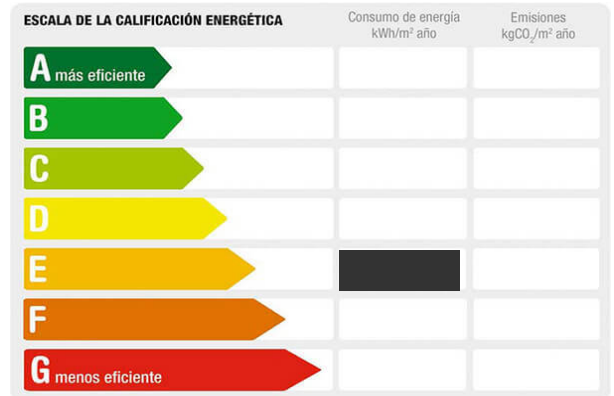 ESCALA DE LA CALIFICACIÓN ENERGÉTICA
Consumo de energía
kWh/m² año
Emisiones
kgCO₂/m² año
A más eficiente
B
C
D
E
F
G menos eficiente